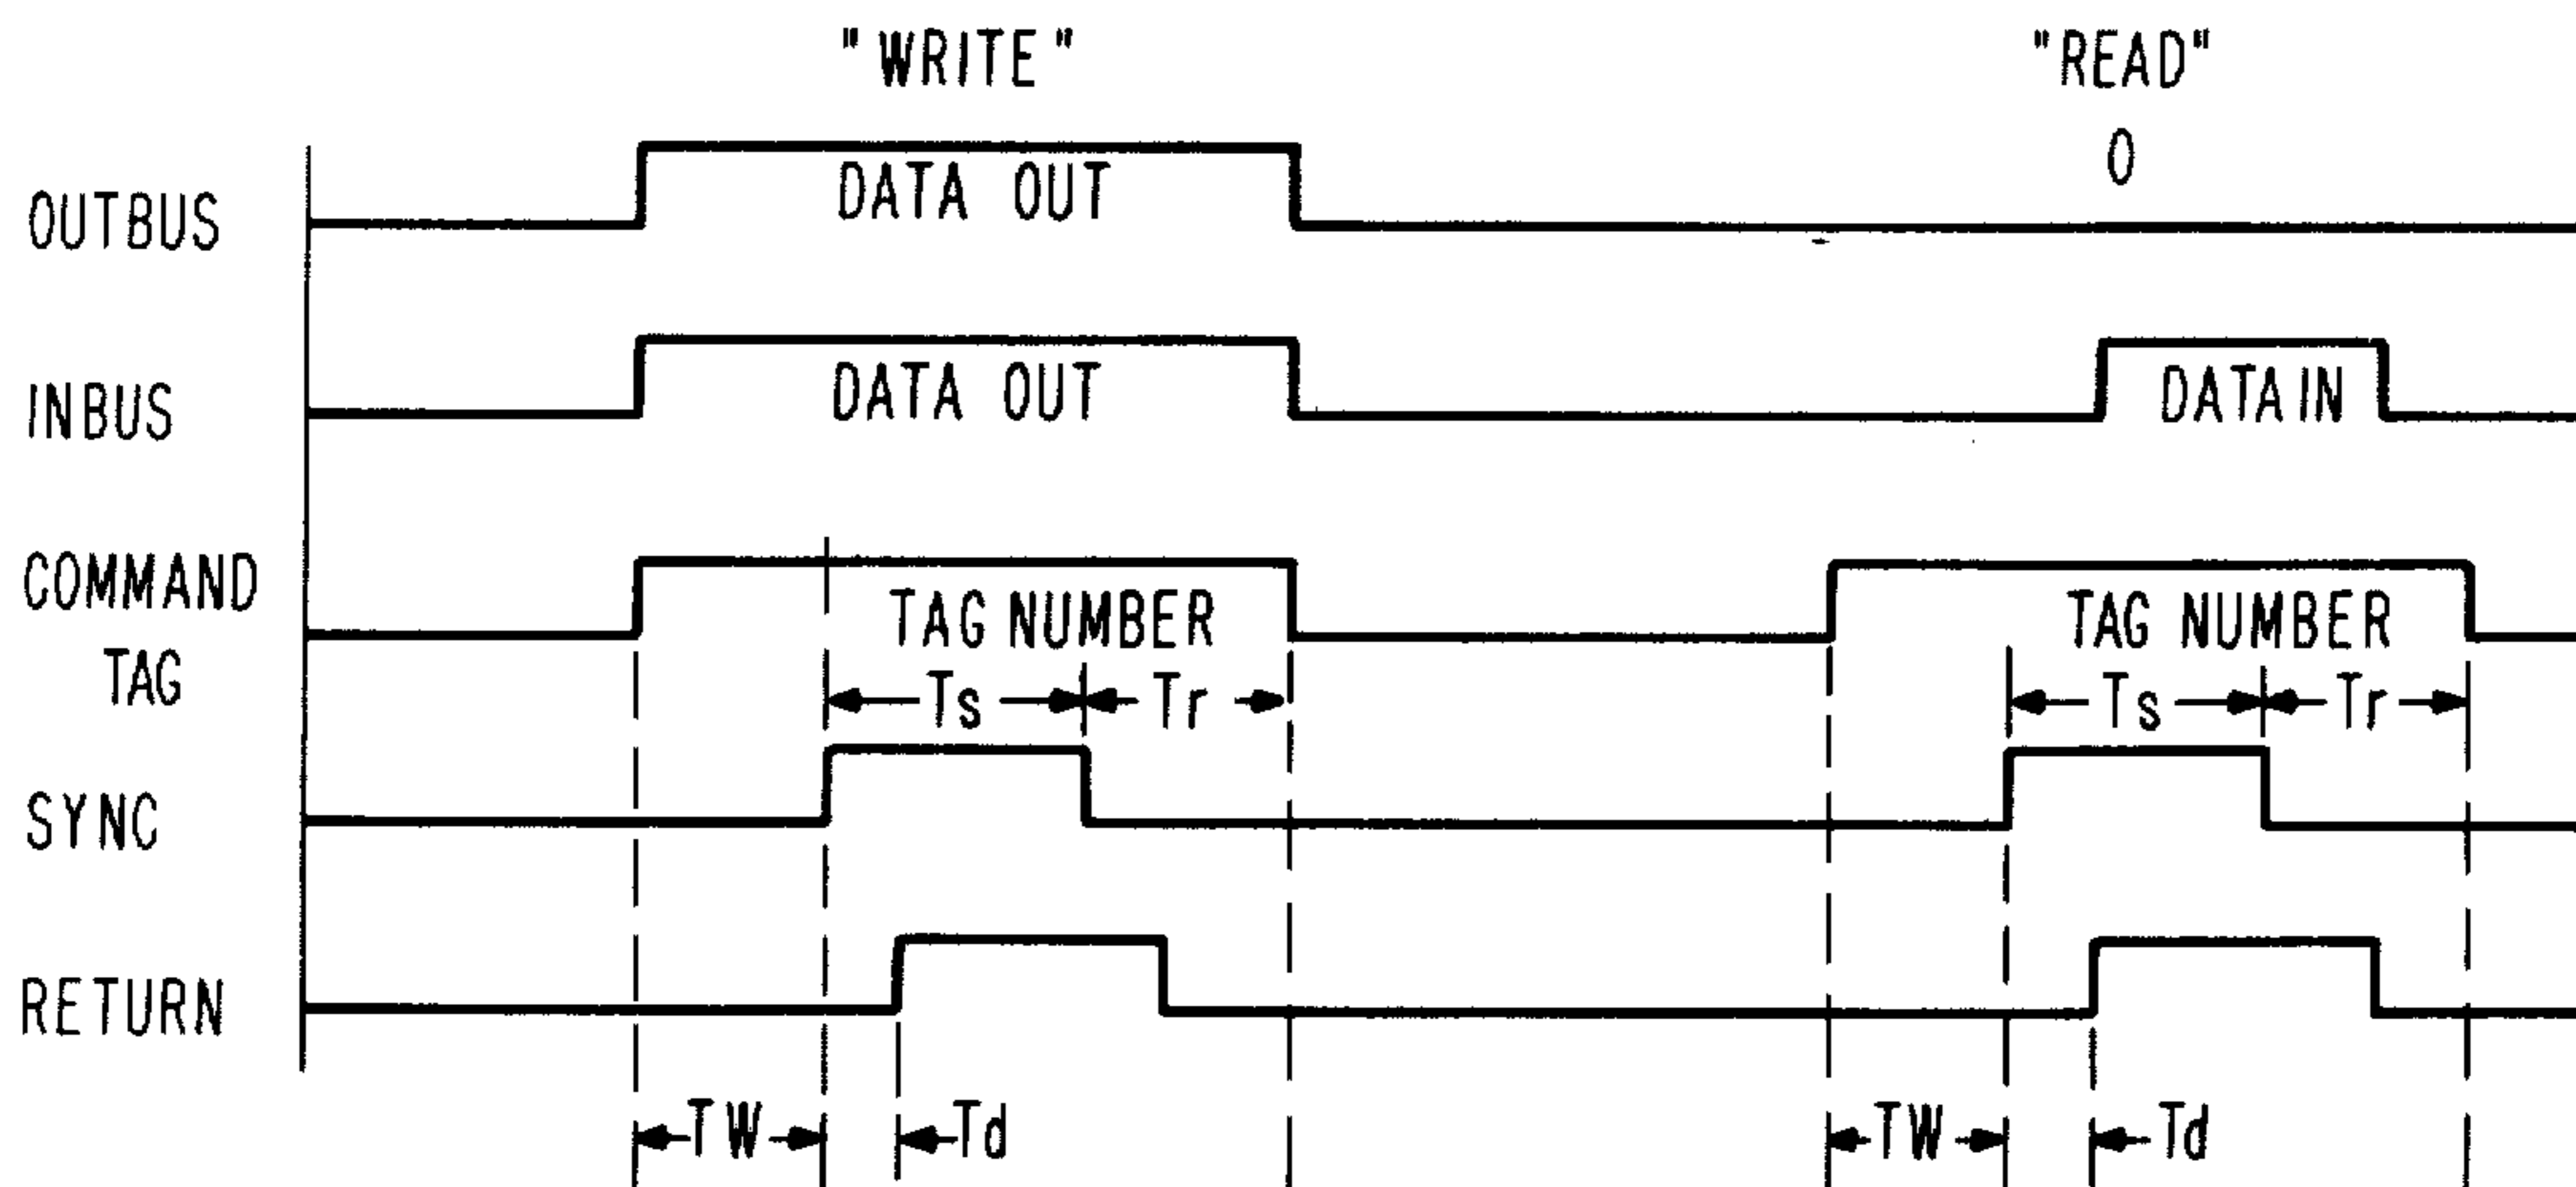 "WRITE" "READ"
0
OUTBUS DATA OUT
INBUS DATA OUT DATA IN
COMMAND
TAG
TAG NUMBER TAG NUMBER
Ts Tr Ts Tr
SYNC
RETURN
TW Td TW Td